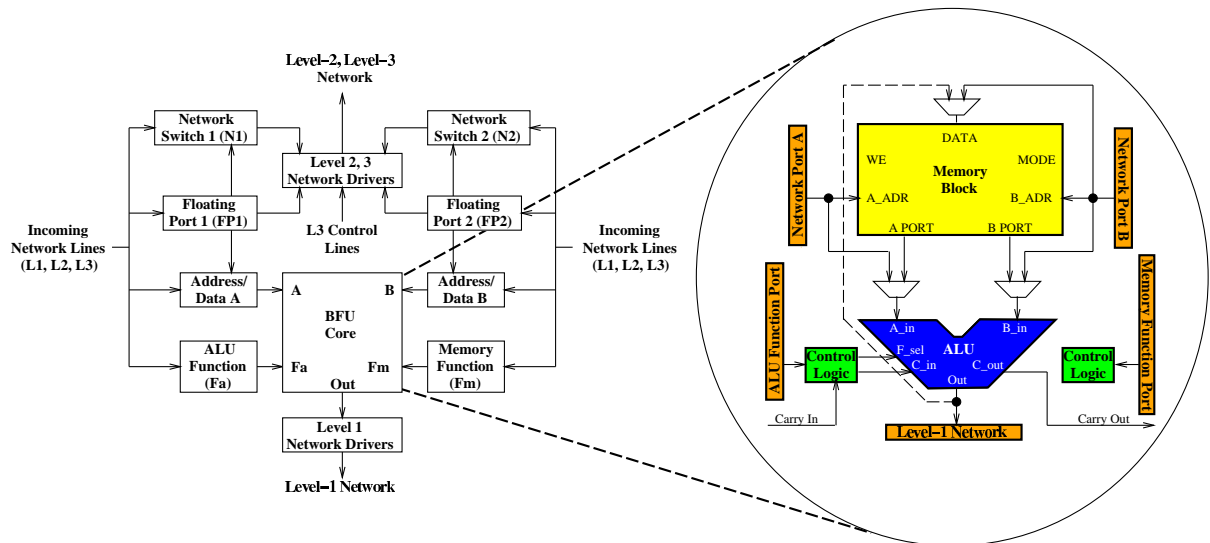 Level-2, Level-3
Network
Network
Switch 1 (N1)
Network
Switch 2 (N2)
Level 2, 3
Network Drivers
Floating
Port 1 (FP1)
Floating
Port 2 (FP2)
L3 Control
Lines
Incoming
Network Lines
(L1, L2, L3)
Incoming
Network Lines
(L1, L2, L3)
Address/
Data A
A
B
Address/
Data B
BFU
Core
ALU
Function
(Fa)
Fa
Fm
Memory
Function
(Fm)
Out
Level 1
Network Drivers
Level-1 Network
Network Port A
DATA
WE
MODE
Memory
Block
A_ADR
B_ADR
A PORT
B PORT
Network Port B
ALU Function Port
Memory Function Port
A_in
B_in
F_sel
ALU
C_in
C_out
Out
Control
Logic
Control
Logic
Carry In
Carry Out
Level-1 Network